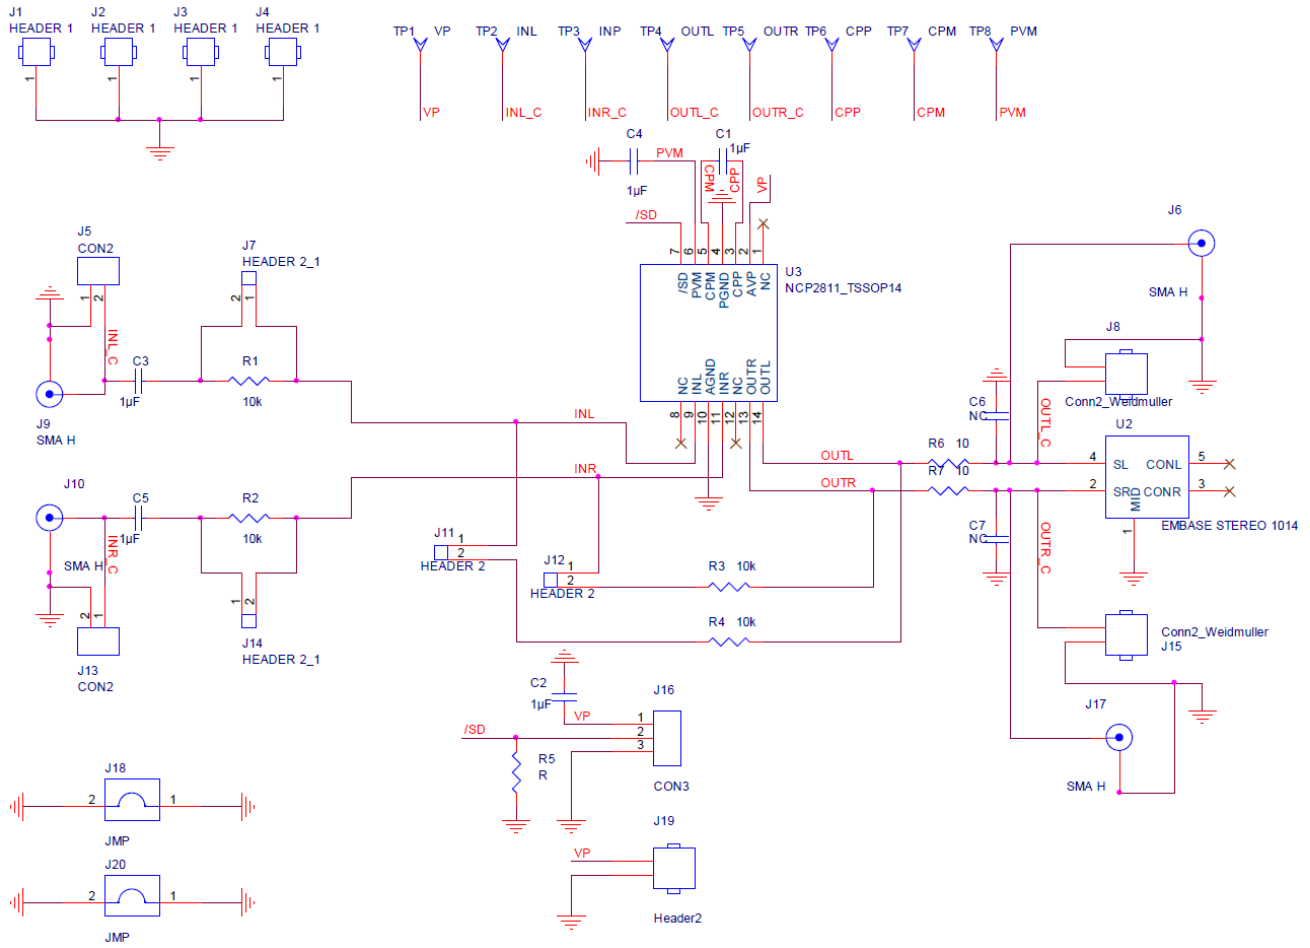 J1
HEADER 1
J2
HEADER 1
J3
HEADER 1
J4
HEADER 1
TP1 VP
TP2 INL
TP3 INP
TP4 OUTL
TP5 OUTR
TP6 CPP
TP7 CPM
TP8 PVM
1
1
1
1
VP
INL_C
INR_C
OUTL_C
OUTR_C
CPP
CPM
PVM
C4
1µF
PVM
C1
1µF
CPM
CPP
VP
/SD
7
6
5
4
3
2
1
/SD
PVM
CPM
PGND
CPP
AVP
NC
U3
NCP2811_TSSOP14
NC
INL
AGND
INR
NC
OUTR
OUTL
8
9
10
11
12
13
14
J5
CON2
1
2
INL_C
J7
HEADER 2_1
2
1
C3
1µF
R1
10k
J9
SMA H
INL
INR
J10
SMA H
C5
1µF
R2
10k
INR_C
2
1
J13
CON2
1
2
J14
HEADER 2_1
J11
1
2
HEADER 2
J12
1
2
HEADER 2
R3 10k
R4 10k
OUTL
OUTR
R6 10
R7 10
C6
NC
C7
NC
J6
SMA H
J8
Conn2_Weidmuller
OUTL_C
U2
4
SL
CONL
5
2
SR
CONR
3
MID
1
EMBASE STEREO 1014
OUTR_C
Conn2_Weidmuller
J15
J17
SMA H
C2
1µF
VP
/SD
J16
1
2
3
CON3
R5
R
J19
VP
Header2
J18
2
1
JMP
J20
2
1
JMP